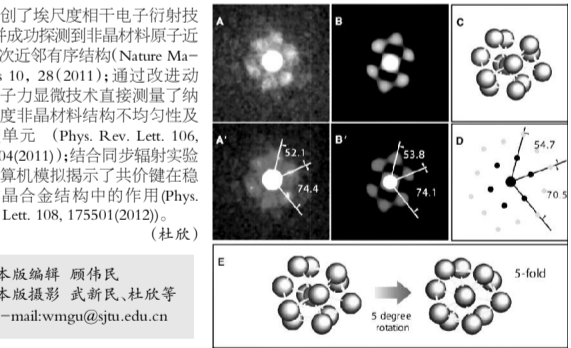 创了埃尺度相干电子衍射技
并成功探测到非晶材料原子近
次近邻有序结构(Nature Ma-
s 10, 28(2011);通过改进动
子力显微技术直接测量了纳
度非晶材料结构不均匀性及
单元 (Phys. Rev. Lett. 106,
04(2011));结合同步辐射实验
算机模拟揭示了共价键在稳
晶合金结构中的作用(Phys.
Lett. 108, 175501(2012))。
(杜欣)
本版编辑 顾伟民
本版摄影 武新民、杜欣等
-mail:wmgu@sjtu.edu.cn
A
B
C
A'
52.1
74.4
B'
53.8
74.1
D
54.7
70.5
E
5 degree
rotation
5-fold